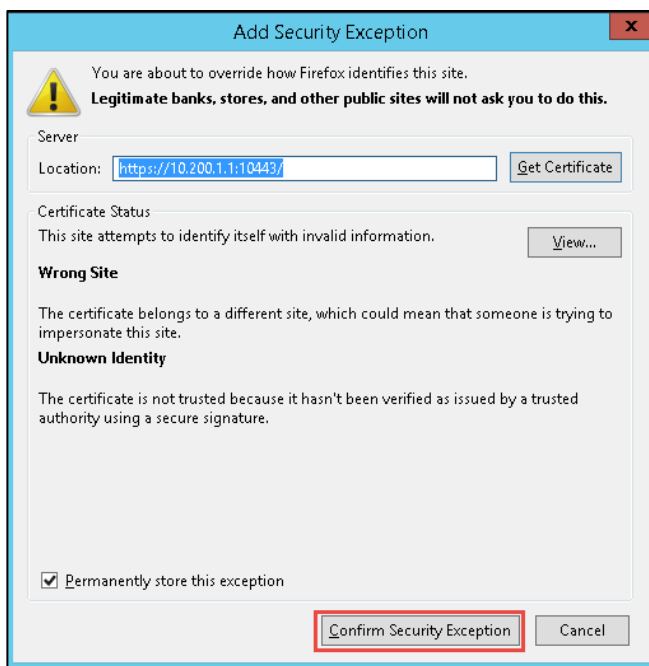 Add Security Exception
x
You are about to override how Firefox identifies this site.
Legitimate banks, stores, and other public sites will not ask you to do this.
Server
Location: https://10.200.1.1:10443/ Get Certificate
Certificate Status
This site attempts to identify itself with invalid information.
View...
Wrong Site
The certificate belongs to a different site, which could mean that someone is trying to
impersonate this site.
Unknown Identity
The certificate is not trusted because it hasn't been verified as issued by a trusted
authority using a secure signature.
Permanently store this exception
Confirm Security Exception Cancel